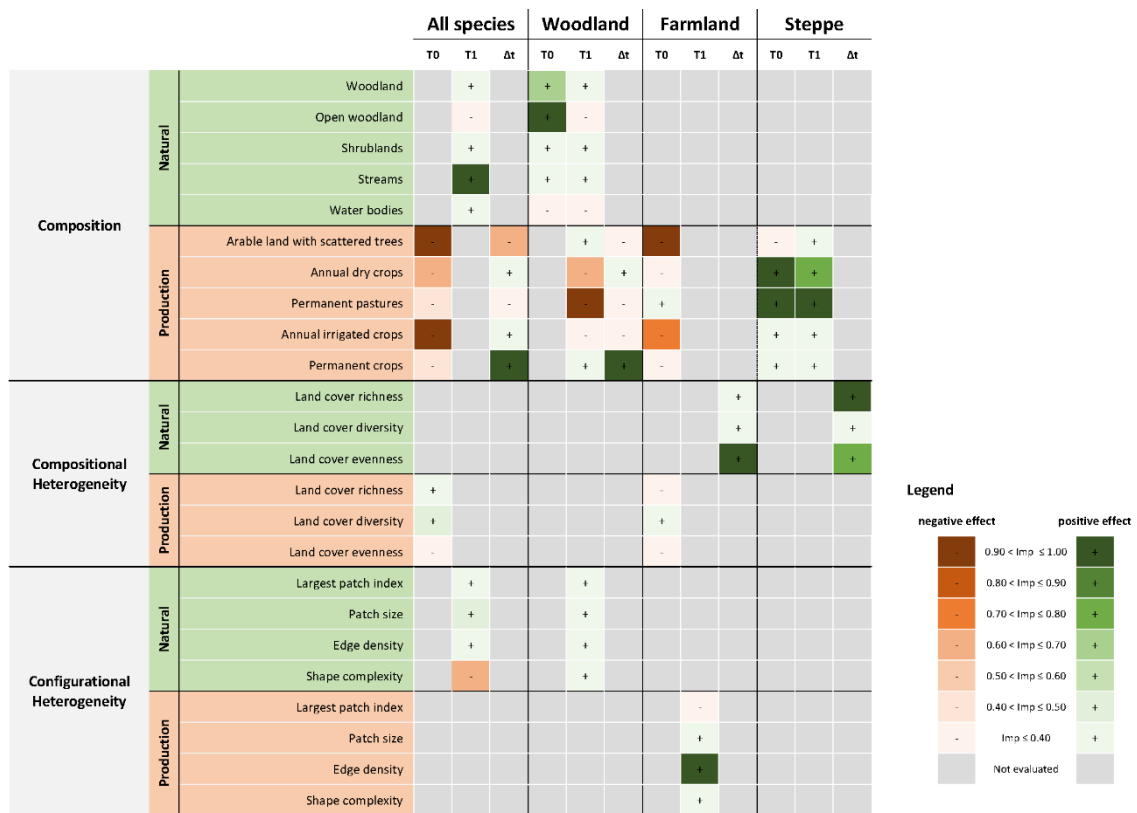 All species Woodland Farmland Steppe
T0 T1 Δt T0 T1 Δt T0 T1 Δt T0 T1 Δt
Composition
Natural
Woodland + + +
Open woodland - + -
Shrublands + + +
Streams + + +
Water bodies + - -
Production
Arable land with scattered trees - - + - - - +
Annual dry crops - + - + - + +
Permanent pastures - - - - + + +
Annual irrigated crops - + - - - + +
Permanent crops - + + + - + +
Compositional
Heterogeneity
Natural
Land cover richness + +
Land cover diversity + +
Land cover evenness + +
Production
Land cover richness + -
Land cover diversity + +
Land cover evenness - -
Configurational
Heterogeneity
Natural
Largest patch index + +
Patch size + +
Edge density + +
Shape complexity - +
Production
Largest patch index -
Patch size +
Edge density +
Shape complexity +
Legend
negative effect positive effect
- 0.90 < Imp ≤ 1.00 +
- 0.80 < Imp ≤ 0.90 +
- 0.70 < Imp ≤ 0.80 +
- 0.60 < Imp ≤ 0.70 +
- 0.50 < Imp ≤ 0.60 +
- 0.40 < Imp ≤ 0.50 +
- Imp ≤ 0.40 +
Not evaluated